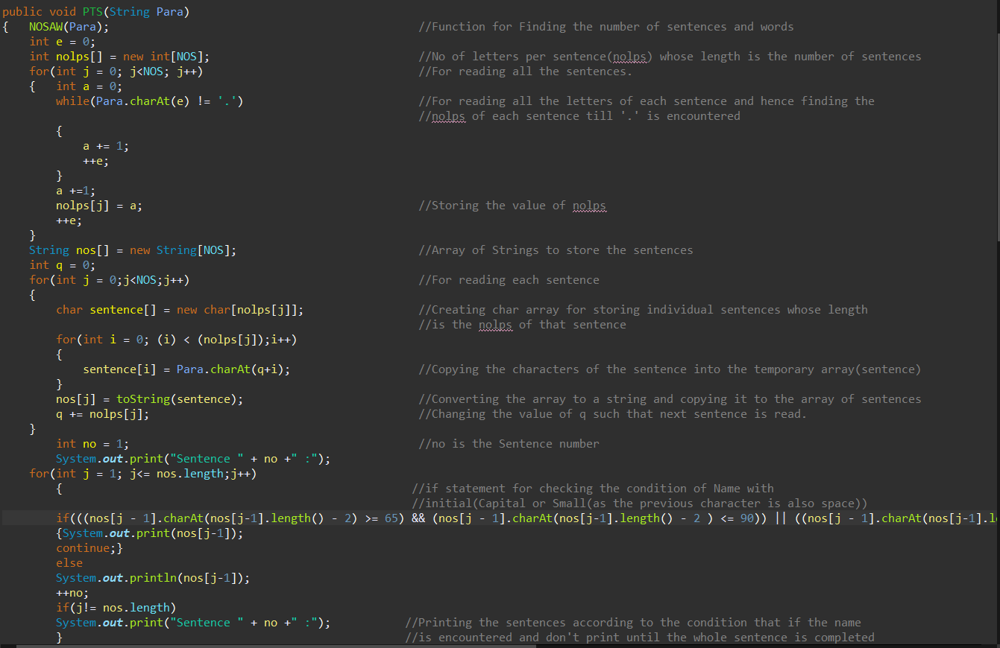 public void PTS(String Para)
{   NOSAW(Para);                                              //Function for Finding the number of sentences and words
    int e = 0;
    int nolps[] = new int[NOS];                               //No of letters per sentence(nolps) whose length is the number of sentences
    for(int j = 0; j<NOS; j++)                                //For reading all the sentences.
    {   int a = 0;
        while(Para.charAt(e) != '.')                          //For reading all the letters of each sentence and hence finding the
                                                              //nolps of each sentence till '.' is encountered
        {
            a += 1;
            ++e;
        }
        a +=1;
        nolps[j] = a;                                         //Storing the value of nolps
        ++e;
    }
    String nos[] = new String[NOS];                           //Array of Strings to store the sentences
    int q = 0;
    for(int j = 0;j<NOS;j++)                                  //For reading each sentence
    {
        char sentence[] = new char[nolps[j]];                 //Creating char array for storing individual sentences whose length
                                                              //is the nolps of that sentence
        for(int i = 0; (i) < (nolps[j]);i++)
        {
            sentence[i] = Para.charAt(q+i);                   //Copying the characters of the sentence into the temporary array(sentence)
        }
        nos[j] = toString(sentence);                          //Converting the array to a string and copying it to the array of sentences
        q += nolps[j];                                        //Changing the value of q such that next sentence is read.
    }
        int no = 1;                                           //no is the Sentence number
        System.out.print("Sentence " + no +" :");
    for(int j = 1; j<= nos.length;j++)
        {                                                    //if statement for checking the condition of Name with
                                                             //initial(Capital or Small(as the previous character is also space))
        if(((nos[j - 1].charAt(nos[j-1].length() - 2) >= 65) && (nos[j - 1].charAt(nos[j-1].length() - 2 ) <= 90)) || ((nos[j - 1].charAt(nos[j-1].l
        {System.out.print(nos[j-1]);
        continue;}
        else
        System.out.println(nos[j-1]);
        ++no;
        if(j!= nos.length)
        System.out.print("Sentence " + no +" :");           //Printing the sentences according to the condition that if the name
        }                                                   //is encountered and don't print until the whole sentence is completed